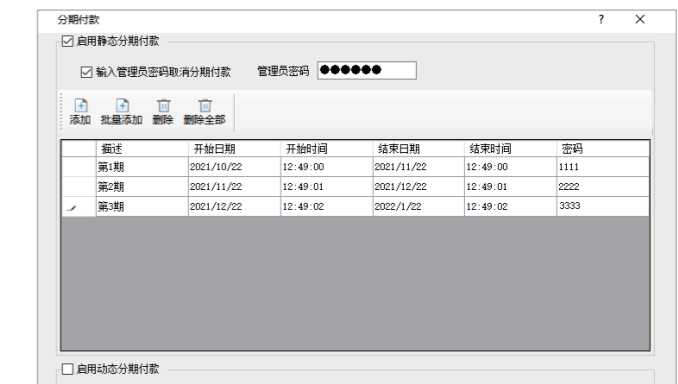 分期付款 ? ×
启用静态分期付款
输入管理员密码取消分期付款 管理员密码 ●●●●●●
添加 批量添加 删除 删除全部
描述 开始日期 开始时间 结束日期 结束时间 密码
第1期 2021/10/22 12:49:00 2021/11/22 12:49:00 1111
第2期 2021/11/22 12:49:01 2021/12/22 12:49:01 2222
第3期 2021/12/22 12:49:02 2022/1/22 12:49:02 3333
启用动态分期付款